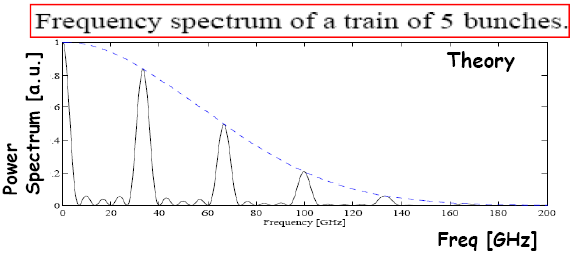 Frequency spectrum of a train of 5 bunches.
Theory
Power
Spectrum [a.u.]
1
.8
.6
.4
.2
0
0 20 40 60 80 100 120 140 160 180 200
Frequency [GHz]
Freq [GHz]